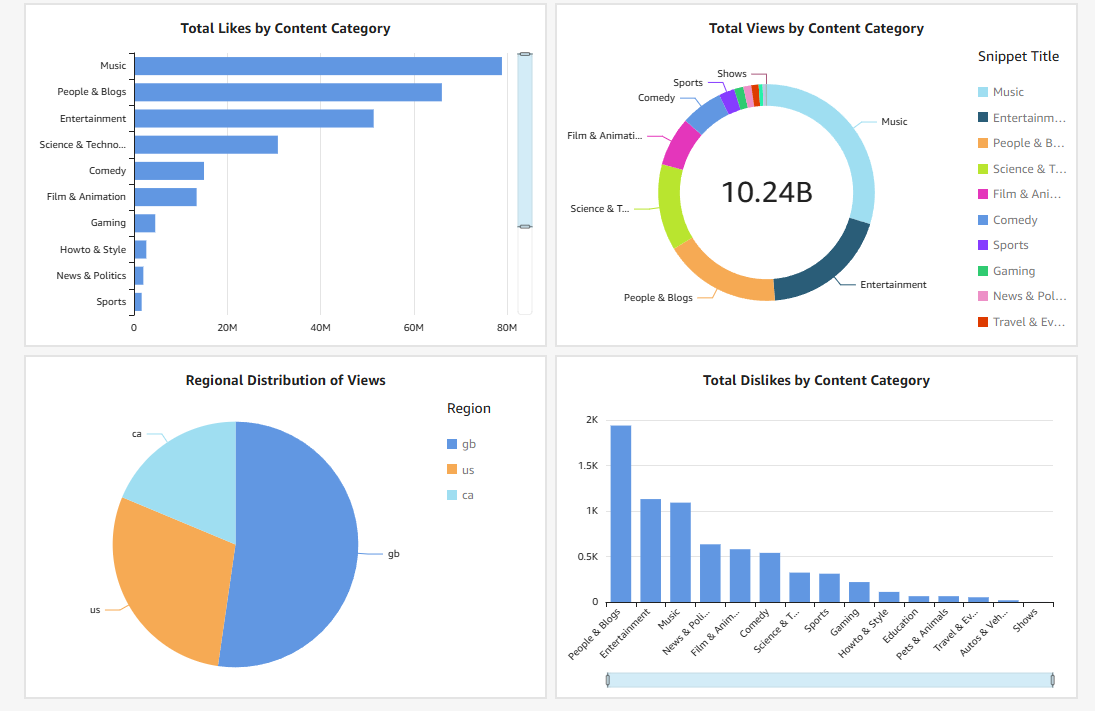 Total Likes by Content Category
Music
People & Blogs
Entertainment
Science & Techno...
Comedy
Film & Animation
Gaming
Howto & Style
News & Politics
Sports
0
20M
40M
60M
80M
Total Views by Content Category
Snippet Title
Shows
Sports
Comedy
Film & Animati...
Science & T...
People & Blogs
Music
Entertainment
10.24B
Music
Entertainm...
People & B...
Science & T...
Film & Ani...
Comedy
Sports
Gaming
News & Pol...
Travel & Ev...
Regional Distribution of Views
Region
gb
us
ca
ca
us
gb
Total Dislikes by Content Category
2K
1.5K
1K
0.5K
0
People & Blogs
Entertainment
Music
News & Poli...
Film & Anim...
Comedy
Science & T...
Sports
Gaming
Howto & Style
Education
Pets & Animals
Travel & Ev...
Autos & Veh...
Shows